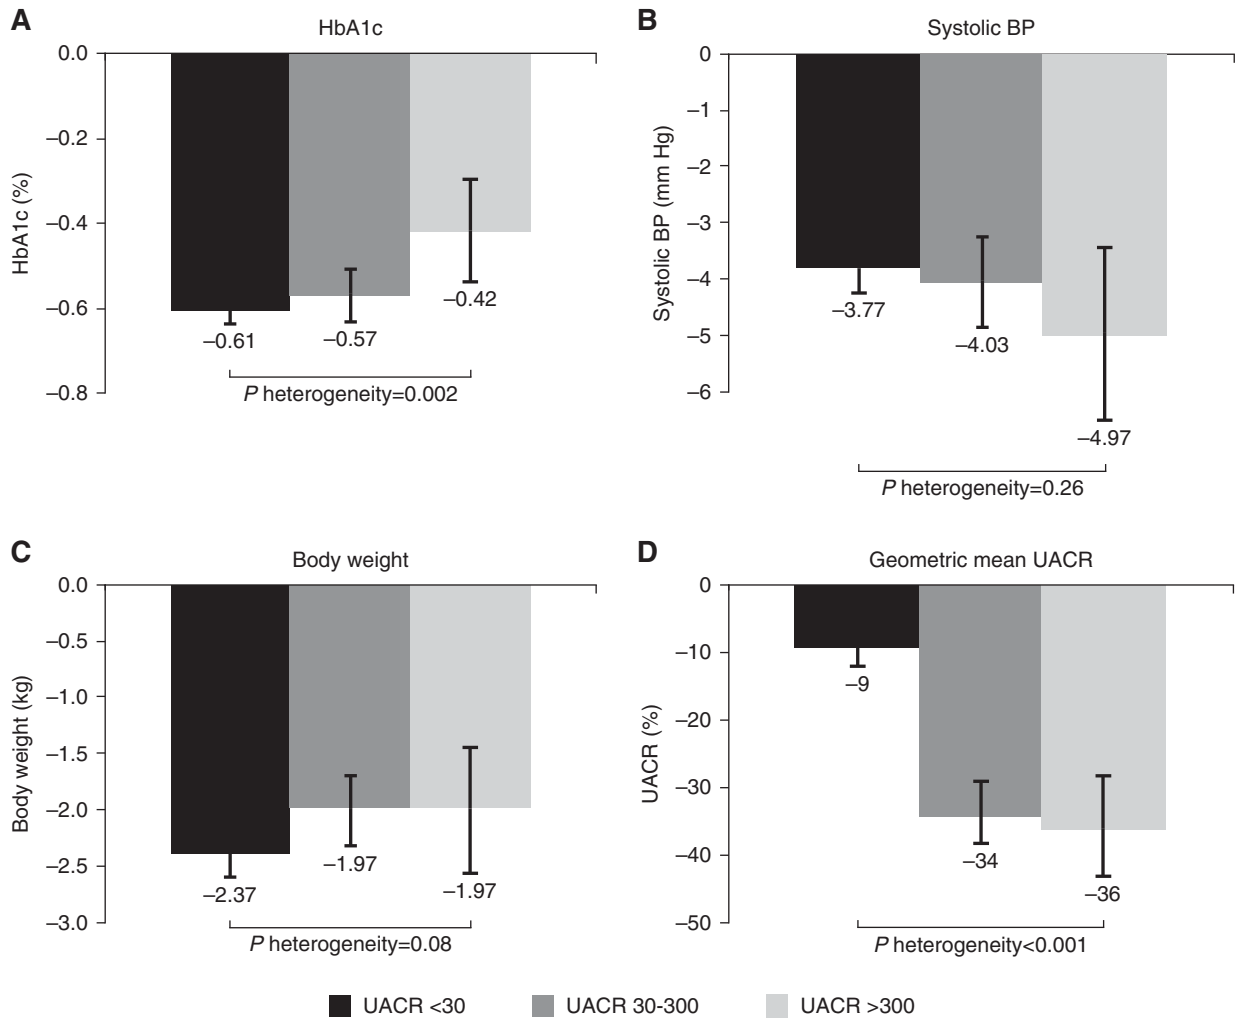 A
HbA1c
HbA1c (%)
0.0
–0.2
–0.4
–0.6
–0.8
–0.61
–0.57
–0.42
P heterogeneity=0.002
B
Systolic BP
Systolic BP (mm Hg)
0
–1
–2
–3
–4
–5
–6
–3.77
–4.03
–4.97
P heterogeneity=0.26
C
Body weight
Body weight (kg)
0.0
–0.5
–1.0
–1.5
–2.0
–2.5
–3.0
–2.37
–1.97
–1.97
P heterogeneity=0.08
D
Geometric mean UACR
UACR (%)
0
–10
–20
–30
–40
–50
–9
–34
–36
P heterogeneity<0.001
UACR <30
UACR 30-300
UACR >300